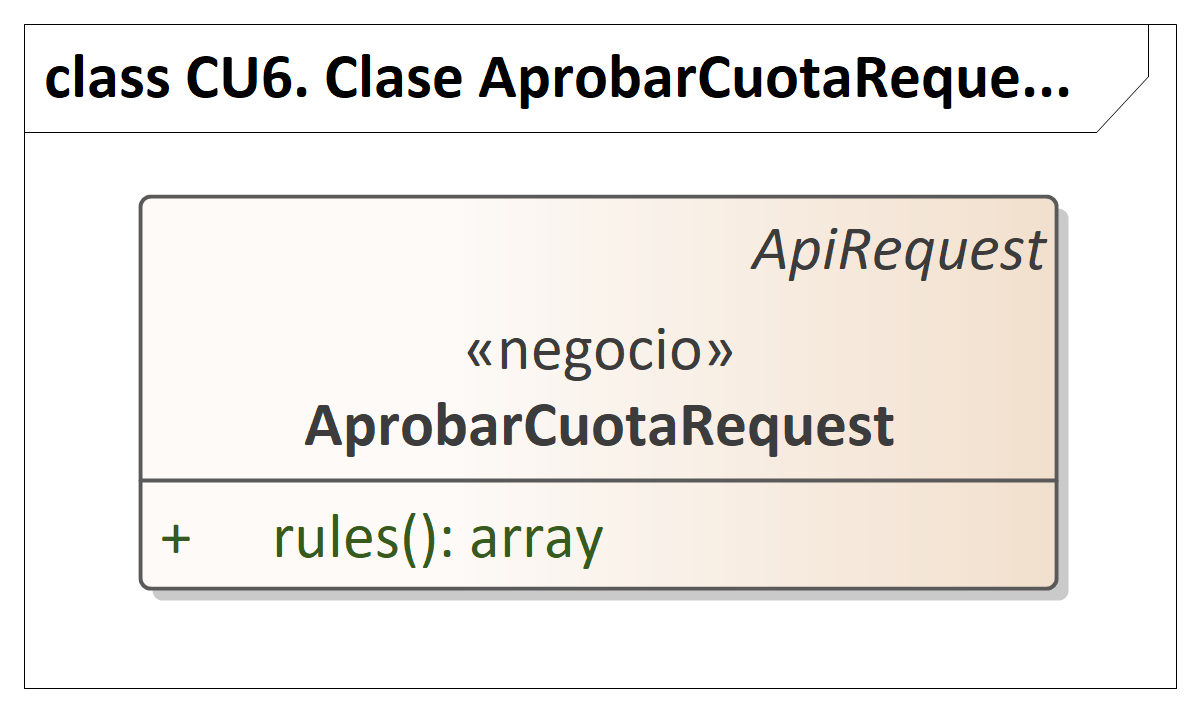 class CU6. Clase AprobarCuotaReque...
ApiRequest
«negocio»
AprobarCuotaRequest
+ rules(): array